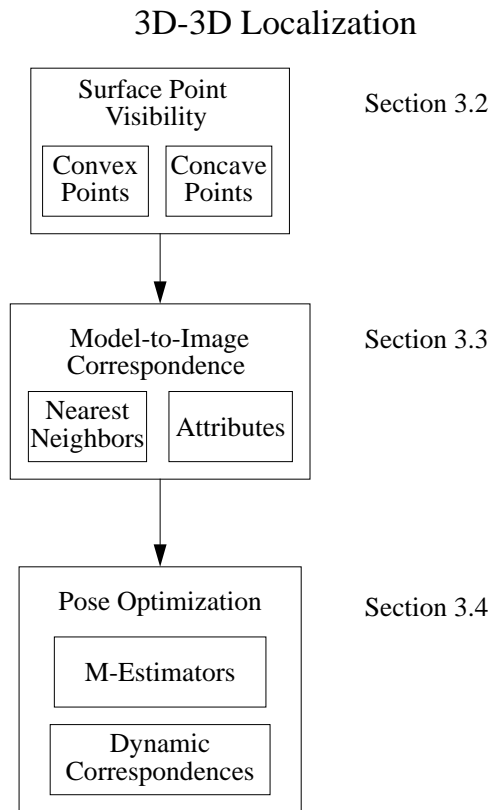 3D-3D Localization
Surface Point
Visibility
Section 3.2
Convex
Points
Concave
Points
Model-to-Image
Correspondence
Section 3.3
Nearest
Neighbors
Attributes
Pose Optimization
Section 3.4
M-Estimators
Dynamic
Correspondences